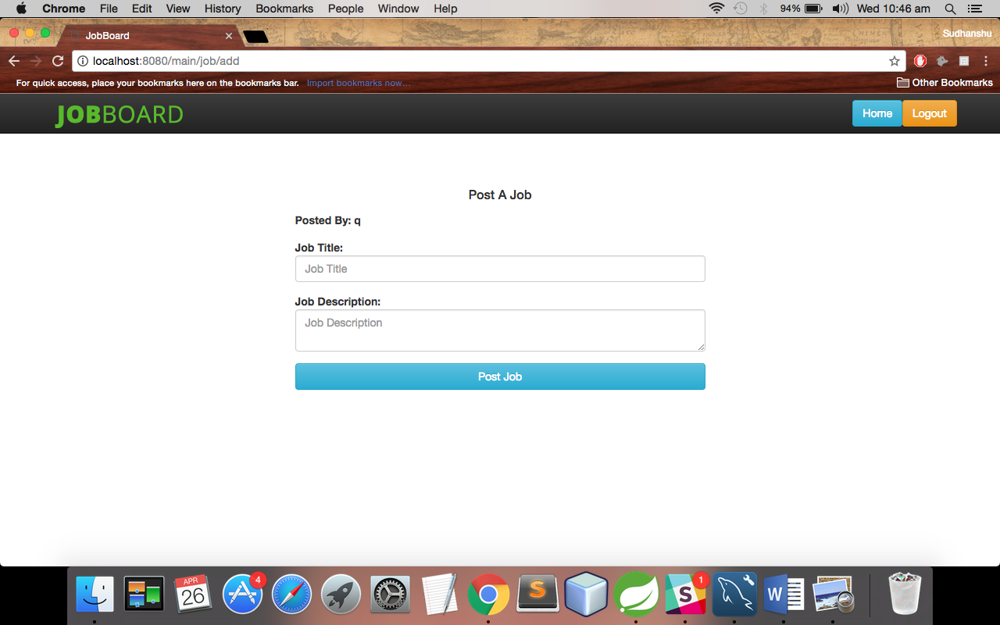 Chrome File Edit View History Bookmarks People Window Help 94% Wed 10:46 am
JobBoard Sudhanshu
localhost:8080/main/job/add
For quick access, place your bookmarks here on the bookmarks bar. Import bookmarks now... Other Bookmarks
JOBBOARD Home Logout
Post A Job
Posted By: q
Job Title:
Job Title
Job Description:
Job Description
Post Job
APR 4 1
26 S W